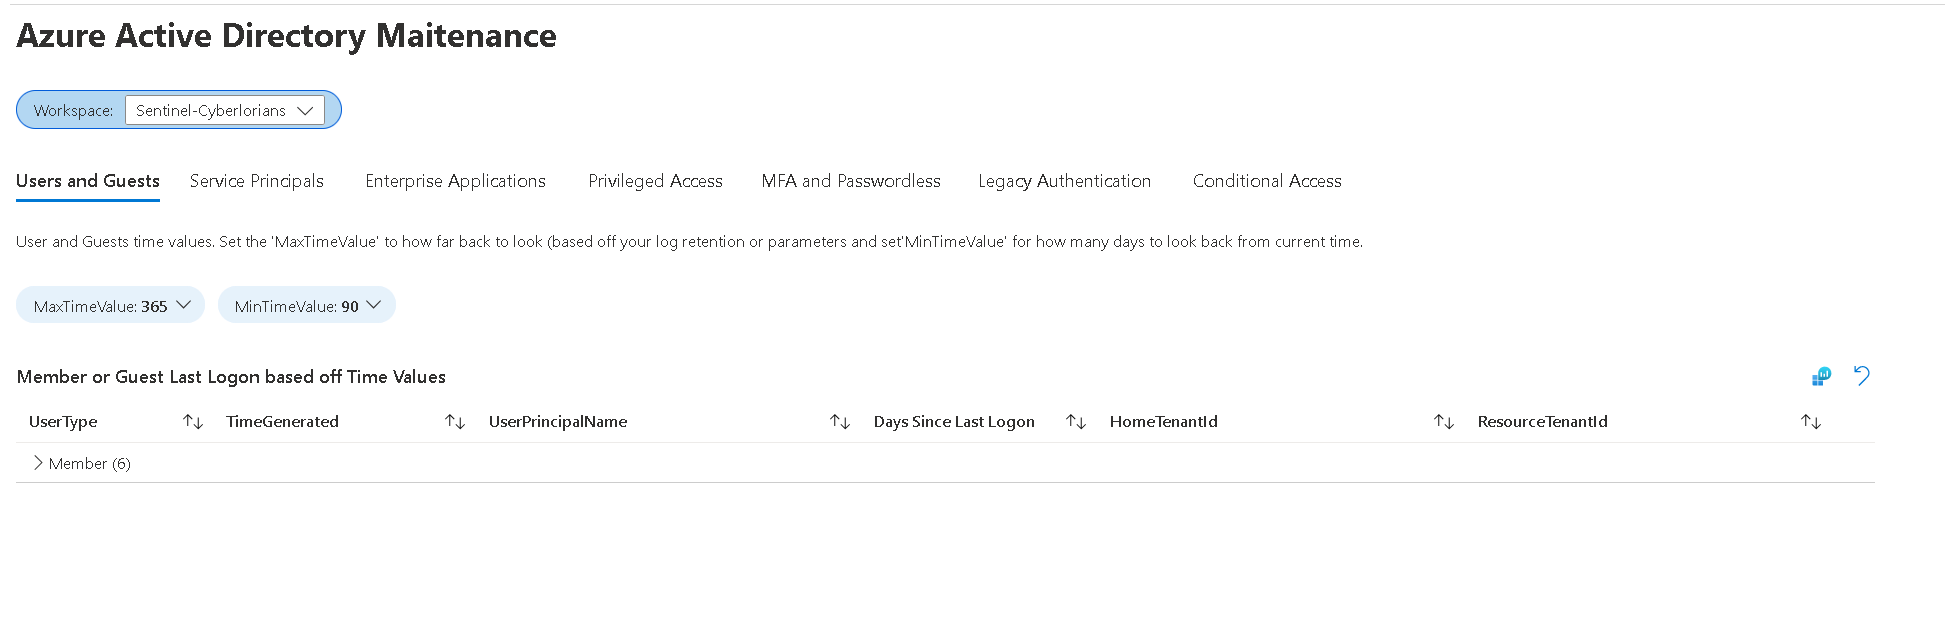 Azure Active Directory Maitenance
Workspace: Sentinel-Cyberlorians
Users and Guests Service Principals Enterprise Applications Privileged Access MFA and Passwordless Legacy Authentication Conditional Access
User and Guests time values. Set the 'MaxTimeValue' to how far back to look (based off your log retention or parameters and set'MinTimeValue' for how many days to look back from current time.
MaxTimeValue: 365 MinTimeValue: 90
Member or Guest Last Logon based off Time Values
UserType TimeGenerated UserPrincipalName Days Since Last Logon HomeTenantId ResourceTenantId
Member (6)